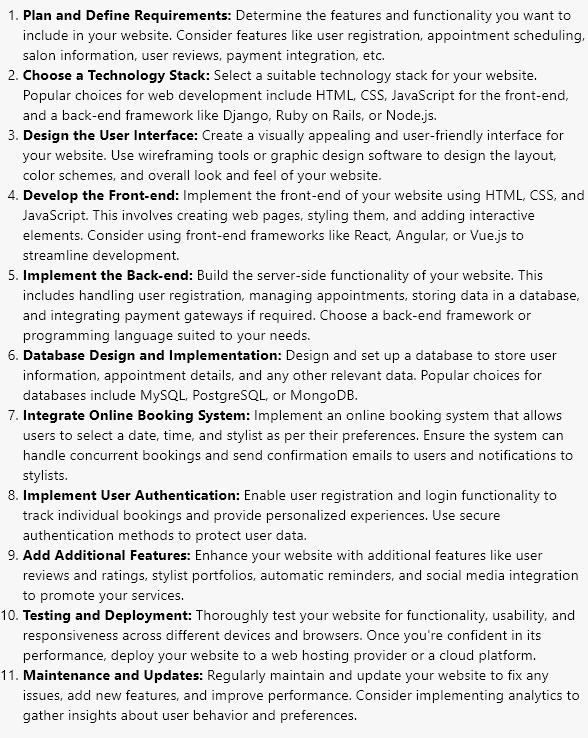 1. Plan and Define Requirements: Determine the features and functionality you want to
include in your website. Consider features like user registration, appointment scheduling,
salon information, user reviews, payment integration, etc.
2. Choose a Technology Stack: Select a suitable technology stack for your website.
Popular choices for web development include HTML, CSS, JavaScript for the front-end,
and a back-end framework like Django, Ruby on Rails, or Node.js.
3. Design the User Interface: Create a visually appealing and user-friendly interface for
your website. Use wireframing tools or graphic design software to design the layout,
color schemes, and overall look and feel of your website.
4. Develop the Front-end: Implement the front-end of your website using HTML, CSS, and
JavaScript. This involves creating web pages, styling them, and adding interactive
elements. Consider using front-end frameworks like React, Angular, or Vue.js to
streamline development.
5. Implement the Back-end: Build the server-side functionality of your website. This
includes handling user registration, managing appointments, storing data in a database,
and integrating payment gateways if required. Choose a back-end framework or
programming language suited to your needs.
6. Database Design and Implementation: Design and set up a database to store user
information, appointment details, and any other relevant data. Popular choices for
databases include MySQL, PostgreSQL, or MongoDB.
7. Integrate Online Booking System: Implement an online booking system that allows
users to select a date, time, and stylist as per their preferences. Ensure the system can
handle concurrent bookings and send confirmation emails to users and notifications to
stylists.
8. Implement User Authentication: Enable user registration and login functionality to
track individual bookings and provide personalized experiences. Use secure
authentication methods to protect user data.
9. Add Additional Features: Enhance your website with additional features like user
reviews and ratings, stylist portfolios, automatic reminders, and social media integration
to promote your services.
10. Testing and Deployment: Thoroughly test your website for functionality, usability, and
responsiveness across different devices and browsers. Once you're confident in its
performance, deploy your website to a web hosting provider or a cloud platform.
11. Maintenance and Updates: Regularly maintain and update your website to fix any
issues, add new features, and improve performance. Consider implementing analytics to
gather insights about user behavior and preferences.